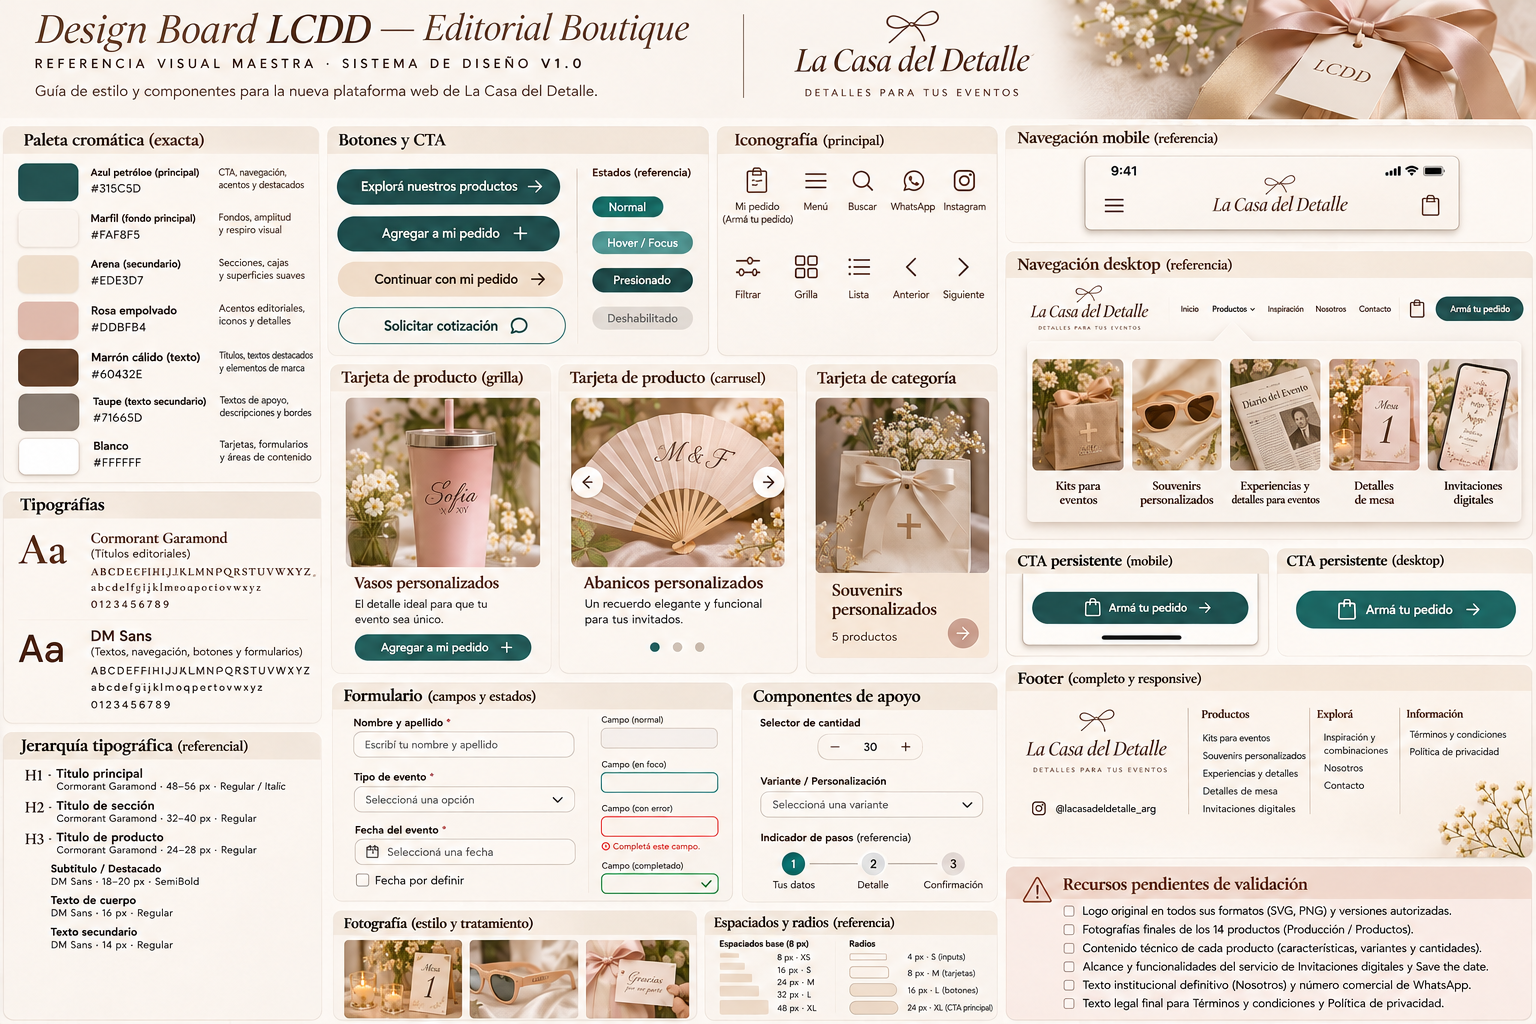 Design Board LCDD — Editorial Boutique
REFERENCIA VISUAL MAESTRA · SISTEMA DE DISEÑO V1.0
Guía de estilo y componentes para la nueva plataforma web de La Casa del Detalle.
La Casa del Detalle
DETALLES PARA TUS EVENTOS
LCDD
Paleta cromática (exacta)
Azul petróloe (principal)
#315C5D
CTA, navegación,
acentos y destacados
Marfil (fondo principal)
#FAF8F5
Fondos, amplitud
y respiro visual
Arena (secundario)
#EDE3D7
Secciones, cajas
y superficies suaves
Rosa empolvado
#DDBFB4
Acentos editoriales,
iconos y detalles
Marrón cálido (texto)
#60432E
Títulos, textos destacados
y elementos de marca
Taupe (texto secundario)
#71665D
Textos de apoyo,
descripciones y bordes
Blanco
#FFFFFF
Tarjetas, formularios
y áreas de contenido
Tipografías
Aa
Cormorant Garamond
(Títulos editoriales)
0123456789
Aa
DM Sans
(Textos, navegación, botones y formularios)
0123456789
Jerarquía tipográfica (referencial)
H1 · Título principal
Cormorant Garamond · 48–56 px · Regular / Italic
H2 · Título de sección
Cormorant Garamond · 32–40 px · Regular
H3 · Título de producto
Cormorant Garamond · 24–28 px · Regular
Subtítulo / Destacado
DM Sans · 18–20 px · SemiBold
Texto de cuerpo
DM Sans · 16 px · Regular
Texto secundario
DM Sans · 14 px · Regular
Botones y CTA
Explorá nuestros productos →
Agregar a mi pedido +
Continuar con mi pedido →
Solicitar cotización
Estados (referencia)
Normal
Hover / Focus
Presionado
Deshabilitado
Iconografía (principal)
Mi pedido
(Armá tu pedido)
Menú
Buscar
WhatsApp
Instagram
Filtrar
Grilla
Lista
Anterior
Siguiente
Tarjeta de producto (grilla)
Sofía
XV
Vasos personalizados
El detalle ideal para que tu
evento sea único.
Agregar a mi pedido +
Tarjeta de producto (carrusel)
M & F
Abanicos personalizados
Un recuerdo elegante y funcional
para tus invitados.
Tarjeta de categoría
Souvenirs
personalizados
5 productos
Formulario (campos y estados)
Nombre y apellido *
Escribí tu nombre y apellido
Tipo de evento *
Seleccioná una opción
Fecha del evento *
Seleccioná una fecha
Fecha por definir
Campo (normal)
Campo (en foco)
Campo (con error)
Completá este campo.
Campo (completado)
Componentes de apoyo
Selector de cantidad
− 30 +
Variante / Personalización
Seleccioná una variante
Indicador de pasos (referencia)
1 2 3
Tus datos Detalle Confirmación
Fotografía (estilo y tratamiento)
Mesa
1
Gracias
Espaciados y radios (referencia)
Espaciados base (8 px)
8 px · XS
16 px · S
24 px · M
32 px · L
48 px · XL
Radios
4 px · S (inputs)
8 px · M (tarjetas)
16 px · L (botones)
24 px · XL (CTA principal)
Navegación mobile (referencia)
9:41
La Casa del Detalle
Navegación desktop (referencia)
La Casa del Detalle
DETALLES PARA TUS EVENTOS
Inicio Productos Inspiración Nosotros Contacto
Armá tu pedido
Diario del Evento
Mesa
1
Kits para
eventos
Souvenirs
personalizados
Experiencias y
detalles para eventos
Detalles
de mesa
Invitaciones
digitales
CTA persistente (mobile)
Armá tu pedido →
CTA persistente (desktop)
Armá tu pedido →
Footer (completo y responsive)
La Casa del Detalle
DETALLES PARA TUS EVENTOS
@lacasadeldetalle_arg
Productos
Kits para eventos
Souvenirs personalizados
Experiencias y detalles
Detalles de mesa
Invitaciones digitales
Explorá
Inspiración y
combinaciones
Nosotros
Contacto
Información
Términos y condiciones
Política de privacidad
Recursos pendientes de validación
Logo original en todos sus formatos (SVG, PNG) y versiones autorizadas.
Fotografías finales de los 14 productos (Producción / Productos).
Contenido técnico de cada producto (características, variantes y cantidades).
Alcance y funcionalidades del servicio de Invitaciones digitales y Save the date.
Texto institucional definitivo (Nosotros) y número comercial de WhatsApp.
Texto legal final para Términos y condiciones y Política de privacidad.